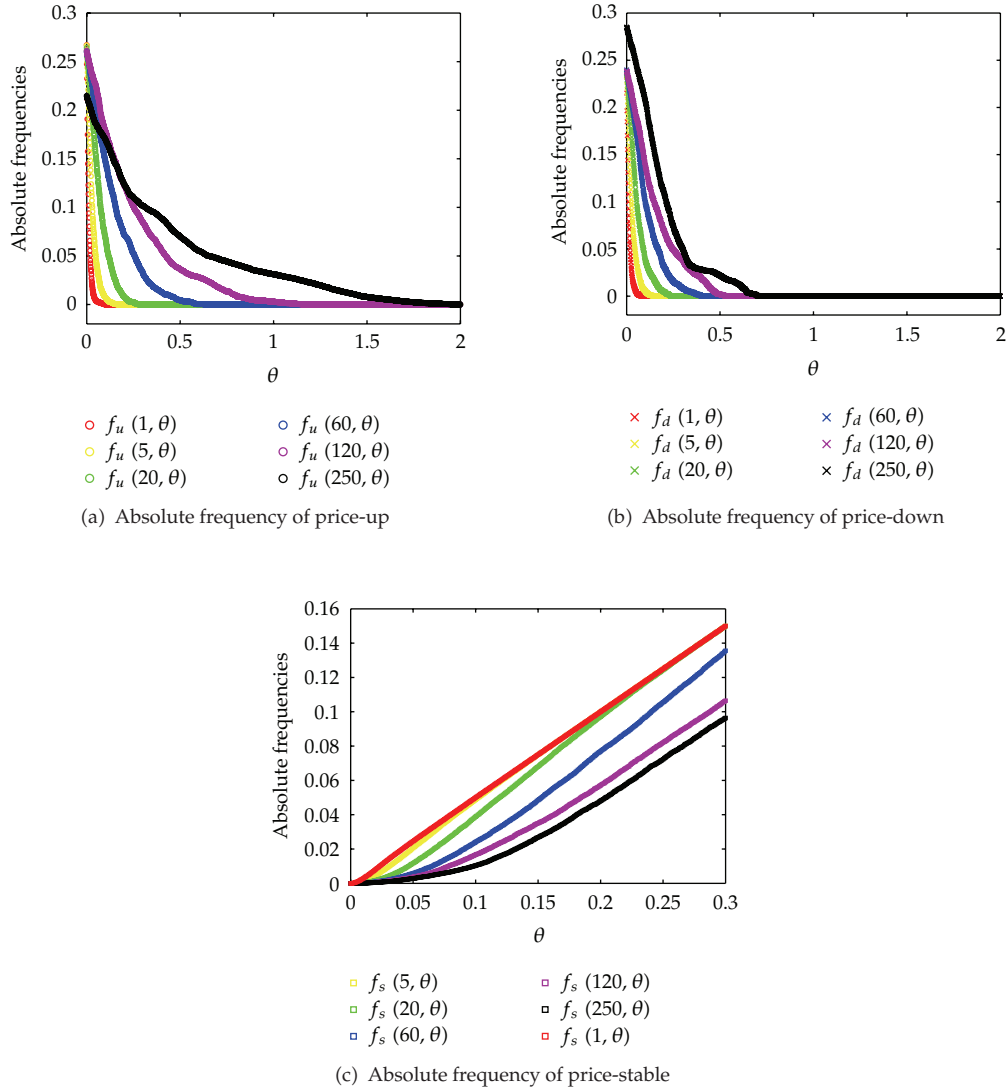 0.3
0.25
0.2
0.15
0.1
0.05
0
Absolute frequencies
0 0.5 1 1.5 2
θ
f_u (1, θ)
f_u (5, θ)
f_u (20, θ)
f_u (60, θ)
f_u (120, θ)
f_u (250, θ)
(a) Absolute frequency of price-up
0.3
0.25
0.2
0.15
0.1
0.05
0
Absolute frequencies
0 0.5 1 1.5 2
θ
f_d (1, θ)
f_d (5, θ)
f_d (20, θ)
f_d (60, θ)
f_d (120, θ)
f_d (250, θ)
(b) Absolute frequency of price-down
0.16
0.14
0.12
0.1
0.08
0.06
0.04
0.02
0
Absolute frequencies
0 0.05 0.1 0.15 0.2 0.25 0.3
θ
f_s (5, θ)
f_s (20, θ)
f_s (60, θ)
f_s (120, θ)
f_s (250, θ)
f_s (1, θ)
(c) Absolute frequency of price-stable